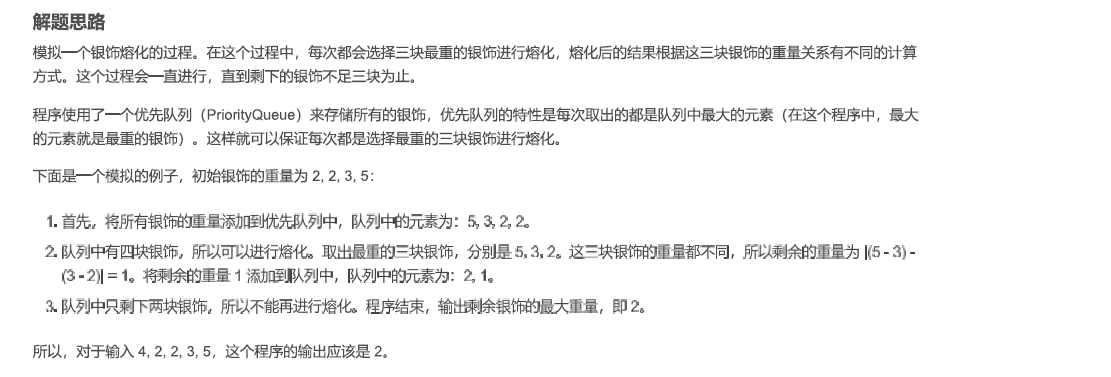 解题思路
模拟一个银饰熔化的过程。在这个过程中，每次都会选择三块最重的银饰进行熔化，熔化后的结果根据这三块银饰的重量关系有不同的计算
方式。这个过程会一直进行，直到剩下的银饰不足三块为止。
程序使用了一个优先队列（PriorityQueue）来存储所有的银饰，优先队列的特性是每次取出的都是队列中最大的元素（在这个程序中，最大
的元素就是最重的银饰）。这样就可以保证每次都是选择最重的三块银饰进行熔化。
下面是一个模拟的例子，初始银饰的重量为 2, 2, 3, 5：
1. 首先，将所有银饰的重量添加到优先队列中，队列中的元素为：5, 3, 2, 2。
2. 队列中有四块银饰，所以可以进行熔化。取出最重的三块银饰，分别是 5, 3, 2。这三块银饰的重量都不同，所以剩余的重量为 |(5 - 3) -
(3 - 2)| = 1。将剩余的重量 1 添加到队列中，队列中的元素为：2, 1。
3. 队列中只剩下两块银饰，所以不能再进行熔化。程序结束，输出剩余银饰的最大重量，即 2。
所以，对于输入 4, 2, 2, 3, 5，这个程序的输出应该是 2。